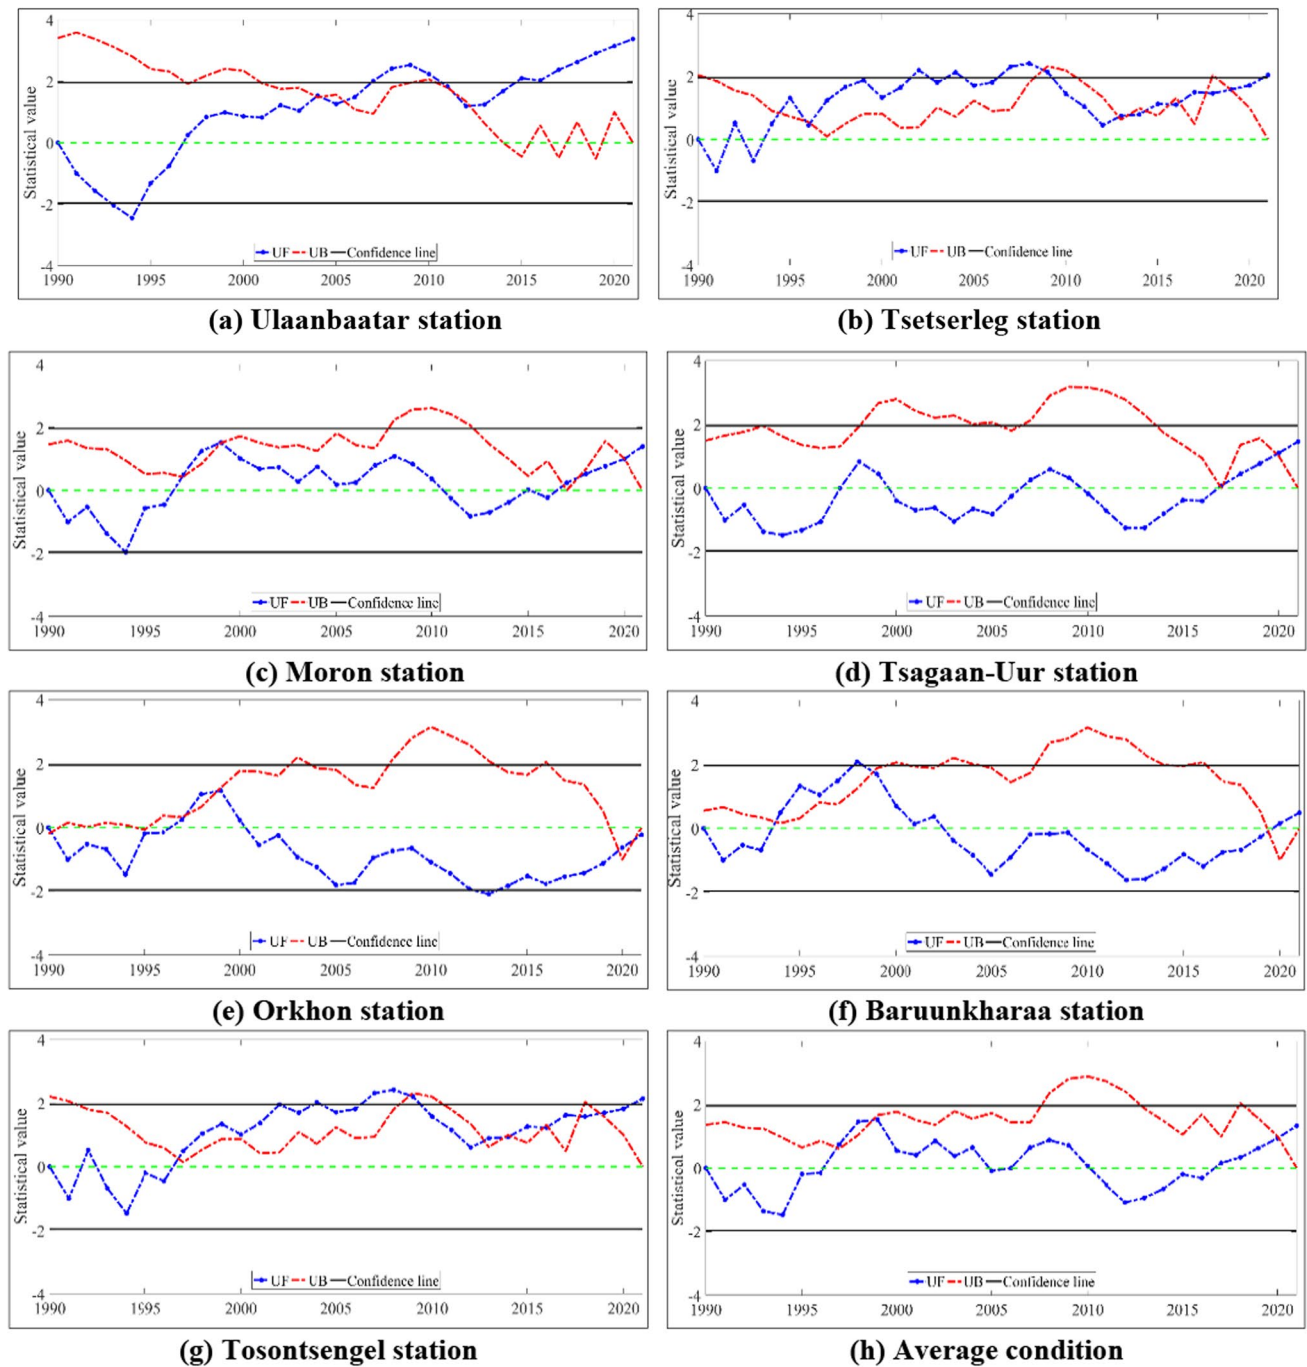 4
2
0
-2
-4
Statistical value
UF UB Confidence line
1990 1995 2000 2005 2010 2015 2020
(a) Ulaanbaatar station
4
2
0
-2
-4
Statistical value
UF UB Confidence line
1990 1995 2000 2005 2010 2015 2020
(b) Tsetserleg station
4
2
0
-2
-4
Statistical value
UF UB Confidence line
1990 1995 2000 2005 2010 2015 2020
(c) Moron station
4
2
0
-2
-4
Statistical value
UF UB Confidence line
1990 1995 2000 2005 2010 2015 2020
(d) Tsagaan-Uur station
4
2
0
-2
-4
Statistical value
UF UB Confidence line
1990 1995 2000 2005 2010 2015 2020
(e) Orkhon station
4
2
0
-2
-4
Statistical value
UF UB Confidence line
1990 1995 2000 2005 2010 2015 2020
(f) Baruunkharaa station
4
2
0
-2
-4
Statistical value
UF UB Confidence line
1990 1995 2000 2005 2010 2015 2020
(g) Tosontsengel station
4
2
0
-2
-4
Statistical value
UF UB Confidence line
1990 1995 2000 2005 2010 2015 2020
(h) Average condition